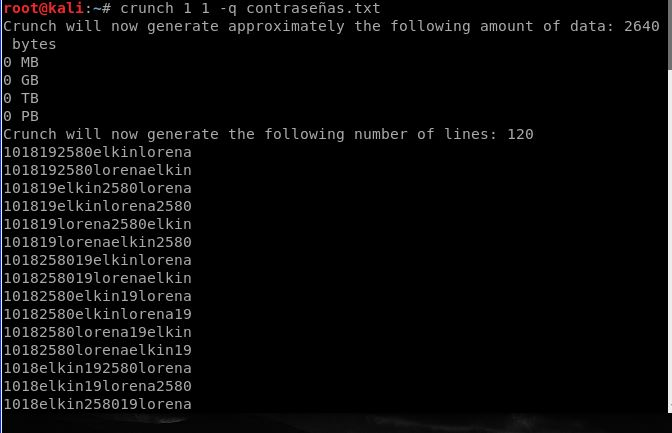 root@kali:~# crunch 1 1 -q contraseñas.txt
Crunch will now generate approximately the following amount of data: 2640
 bytes
0 MB
0 GB
0 TB
0 PB
Crunch will now generate the following number of lines: 120
1018192580elkinlorena
1018192580lorenaelkin
101819elkin2580lorena
101819elkinlorena2580
101819lorena2580elkin
101819lorenaelkin2580
1018258019elkinlorena
1018258019lorenaelkin
10182580elkin19lorena
10182580elkinlorena19
10182580lorena19elkin
10182580lorenaelkin19
1018elkin192580lorena
1018elkin19lorena2580
1018elkin258019lorena